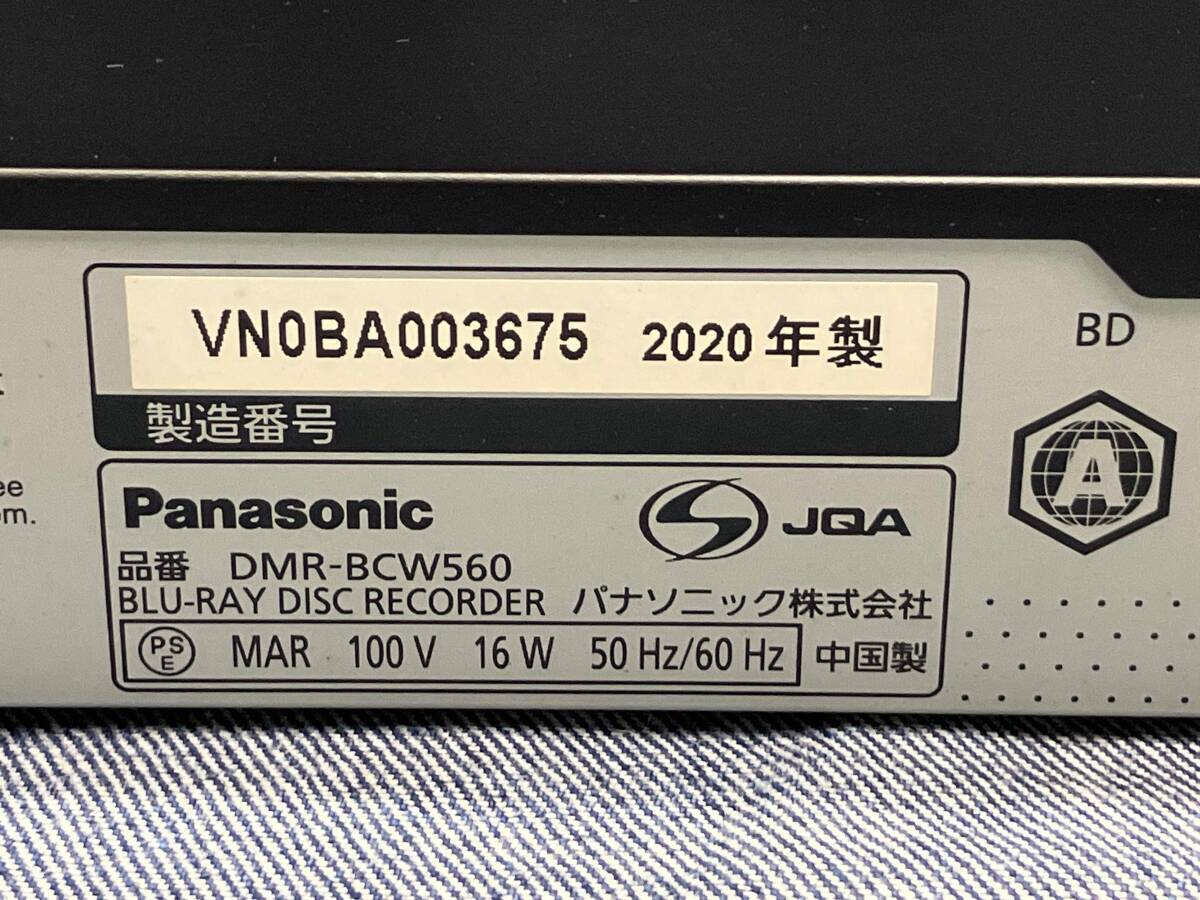 VN0BA003675 2020年製
製造番号
BD
A
Panasonic
JQA
品番 DMR-BCW560
BLU-RAY DISC RECORDER パナソニック株式会社
PSE MAR 100 V 16 W 50 Hz/60 Hz 中国製